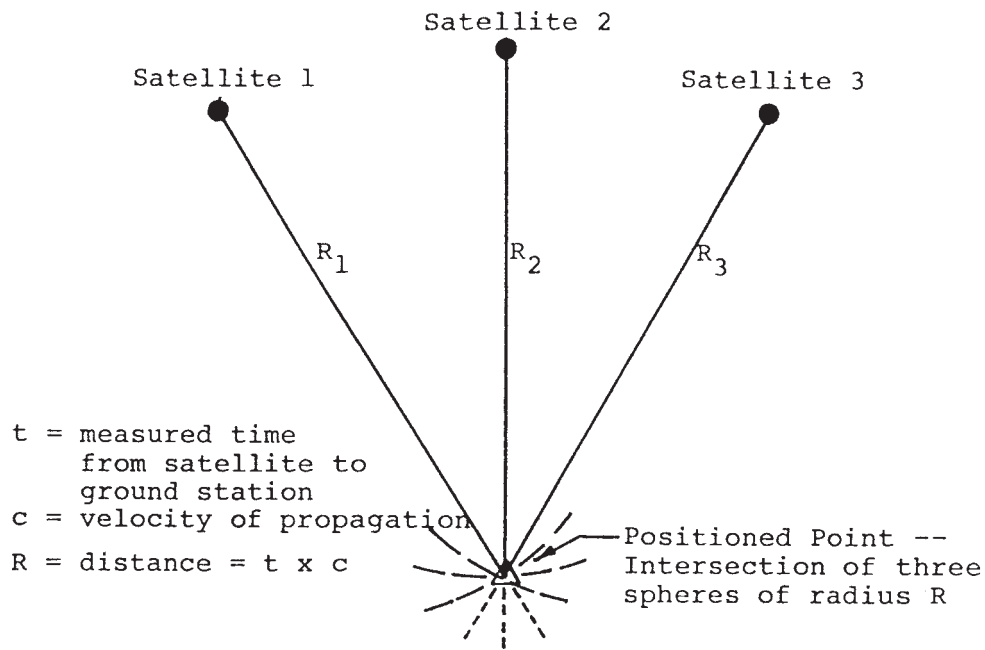 Satellite 2
Satellite 1
Satellite 3
R1
R2
R3
t = measured time
from satellite to
ground station
c = velocity of propagation
R = distance = t x c
Positioned Point --
Intersection of three
spheres of radius R